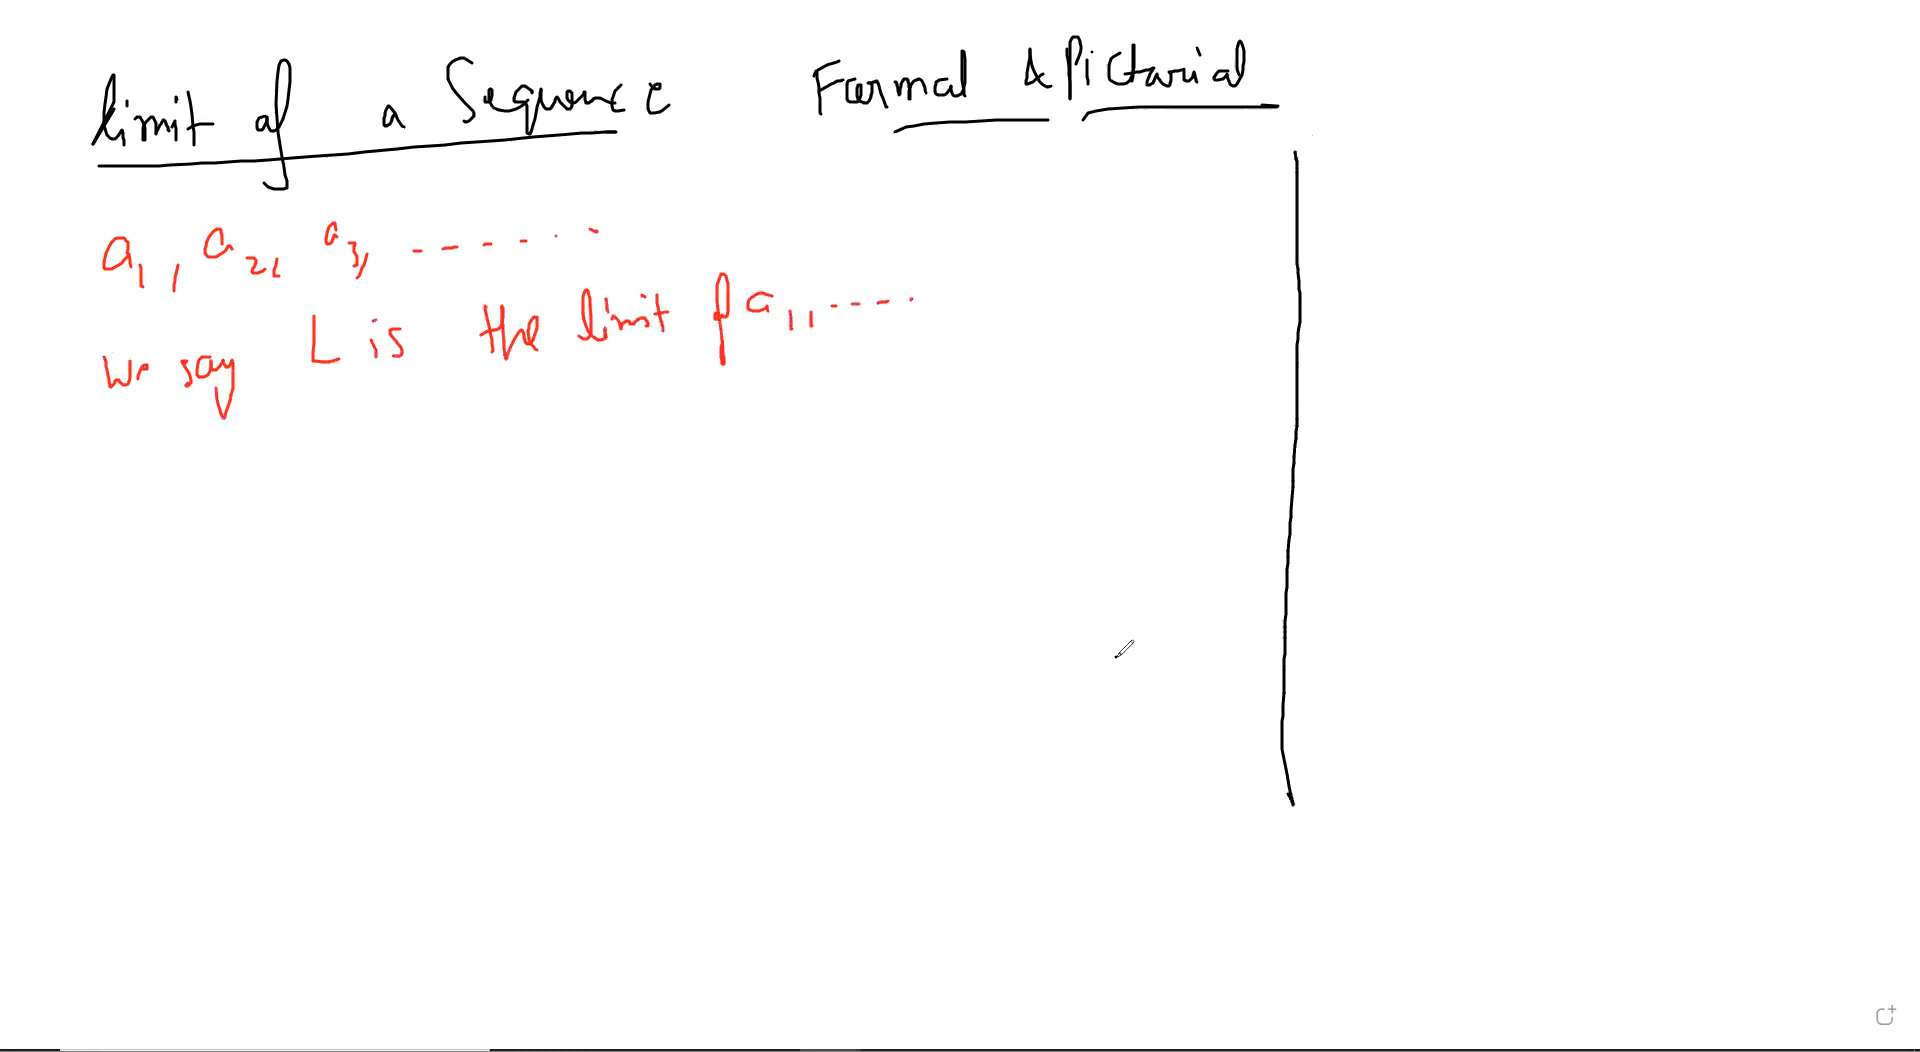 Limit of a Sequence Formal & Pictorial
a₁, a₂, a₃, .......
We say L is the limit of a₁, ....